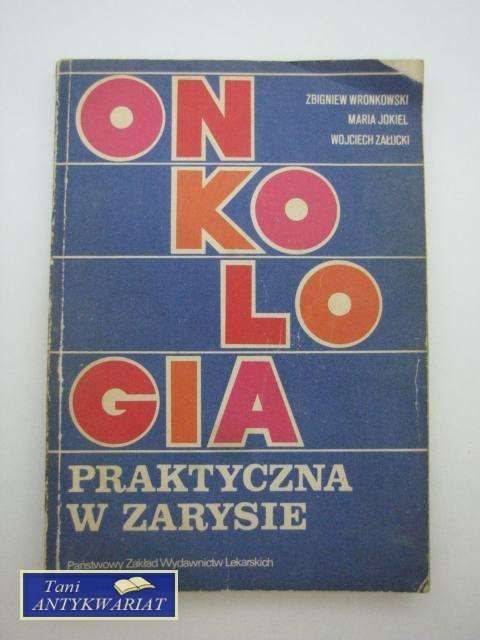 ZBIGNIEW WRONKOWSKI
MARIA JOKIEL
WOJCIECH ZAŁUCKI
ON
KO
LO
GIA
PRAKTYCZNA
W ZARYSIE
Państwowy Zakład Wydawnictw Lekarskich
Tani
ANTYKWARIAT